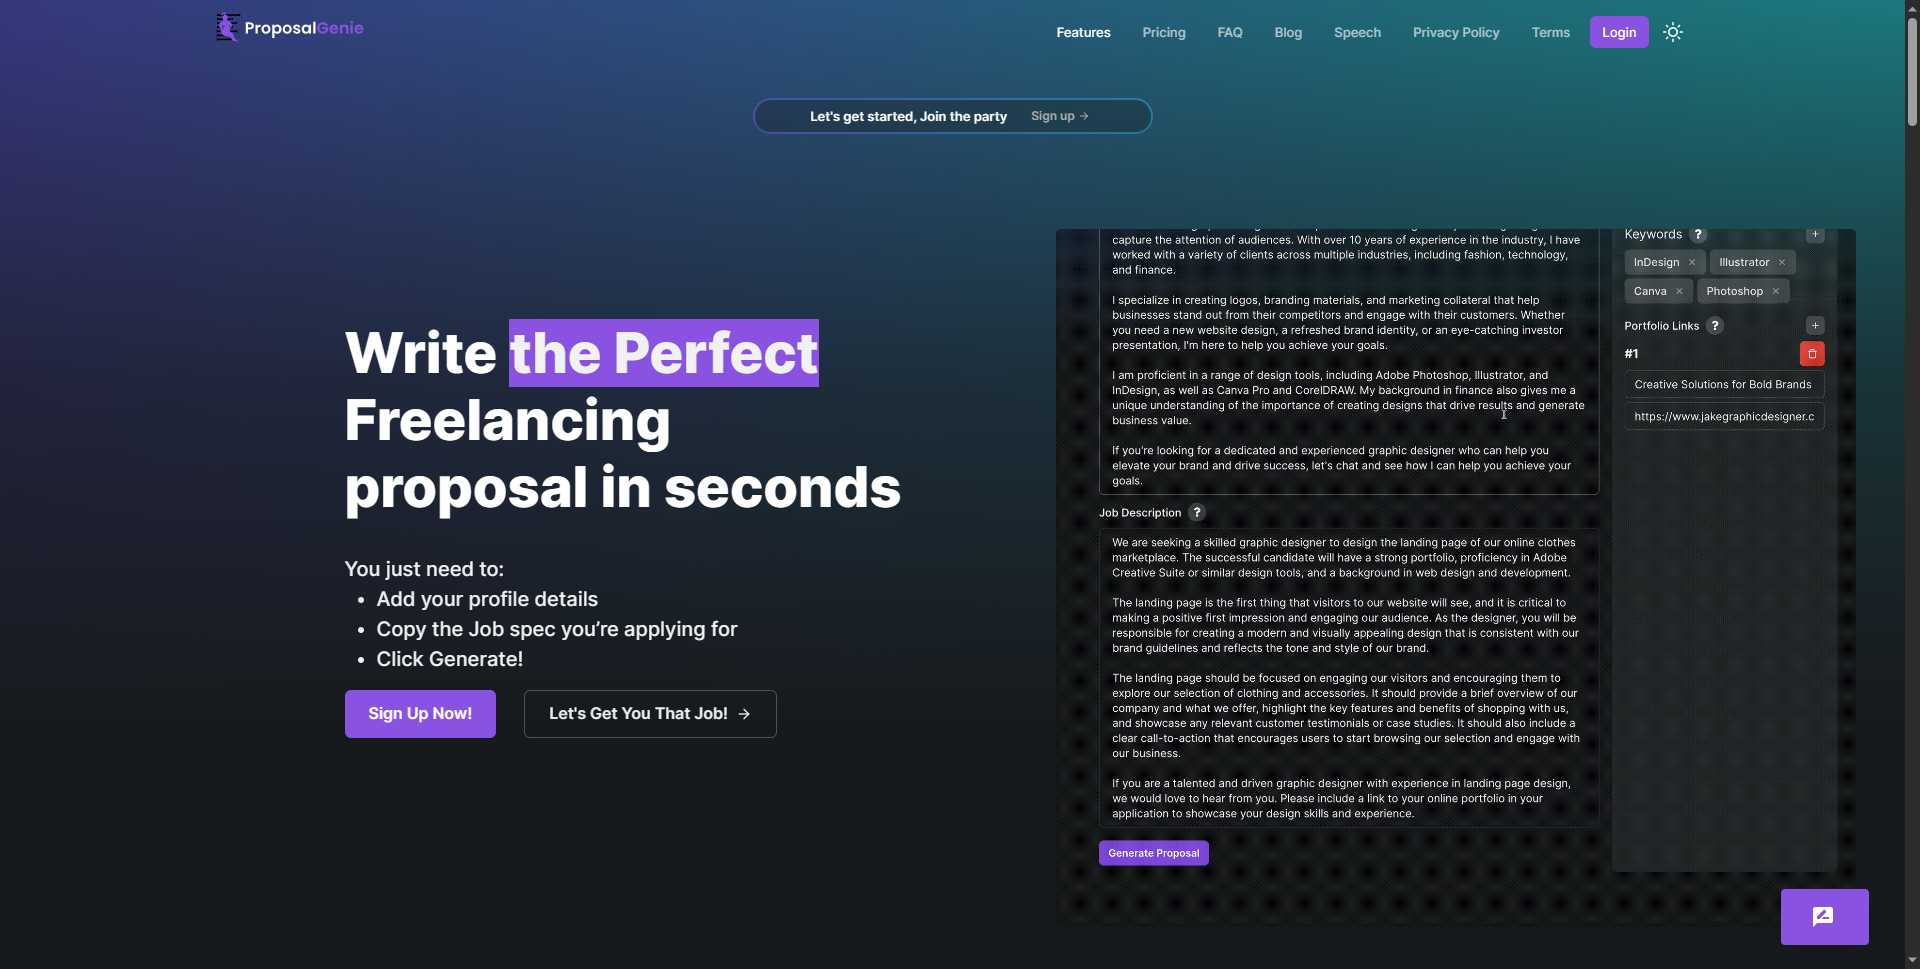 ProposalGenie
Features
Pricing
FAQ
Blog
Speech
Privacy Policy
Terms
Login
Let's get started, Join the party
Sign up →
Write the Perfect
Freelancing
proposal in seconds
You just need to:
• Add your profile details
• Copy the Job spec you’re applying for
• Click Generate!
Sign Up Now!
Let's Get You That Job! →
capture the attention of audiences. With over 10 years of experience in the industry, I have
worked with a variety of clients across multiple industries, including fashion, technology,
and finance.
I specialize in creating logos, branding materials, and marketing collateral that help
businesses stand out from their competitors and engage with their customers. Whether
you need a new website design, a refreshed brand identity, or an eye-catching investor
presentation, I'm here to help you achieve your goals.
I am proficient in a range of design tools, including Adobe Photoshop, Illustrator, and
InDesign, as well as Canva Pro and CorelDRAW. My background in finance also gives me a
unique understanding of the importance of creating designs that drive results and generate
business value.
If you're looking for a dedicated and experienced graphic designer who can help you
elevate your brand and drive success, let's chat and see how I can help you achieve your
goals.
Job Description ?
We are seeking a skilled graphic designer to design the landing page of our online clothes
marketplace. The successful candidate will have a strong portfolio, proficiency in Adobe
Creative Suite or similar design tools, and a background in web design and development.
The landing page is the first thing that visitors to our website will see, and it is critical to
making a positive first impression and engaging our audience. As the designer, you will be
responsible for creating a modern and visually appealing design that is consistent with our
brand guidelines and reflects the tone and style of our brand.
The landing page should be focused on engaging our visitors and encouraging them to
explore our selection of clothing and accessories. It should provide a brief overview of our
company and what we offer, highlight the key features and benefits of shopping with us,
and showcase any relevant customer testimonials or case studies. It should also include a
clear call-to-action that encourages users to start browsing our selection and engage with
our business.
If you are a talented and driven graphic designer with experience in landing page design,
we would love to hear from you. Please include a link to your online portfolio in your
application to showcase your design skills and experience.
Generate Proposal
Keywords ? +
InDesign ×
Illustrator ×
Canva ×
Photoshop ×
Portfolio Links ? +
#1
Creative Solutions for Bold Brands
https://www.jakegraphicdesigner.c